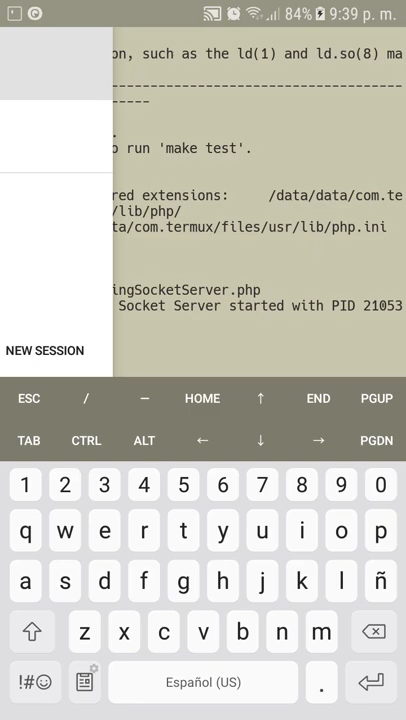 84% 9:39 p. m.
on, such as the ld(1) and ld.so(8) ma
-------------------------------------
-----
.
o run 'make test'.
red extensions: /data/data/com.te
/lib/php/
ta/com.termux/files/usr/lib/php.ini
ingSocketServer.php
Socket Server started with PID 21053
NEW SESSION
ESC / — HOME ↑ END PGUP
TAB CTRL ALT ← ↓ → PGDN
1 2 3 4 5 6 7 8 9 0
q w e r t y u i o p
a s d f g h j k l ñ
z x c v b n m
!#☺ Español (US) .